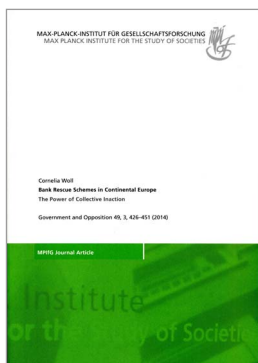 MAX-PLANCK-INSTITUT FÜR GESELLSCHAFTSFORSCHUNG
MAX PLANCK INSTITUTE FOR THE STUDY OF SOCIETIES
Cornelia Woll
Bank Rescue Schemes in Continental Europe
The Power of Collective Inaction
Government and Opposition 49, 3, 426–451 (2014)
MPIfG Journal Article
Institute
or the Study of Societie